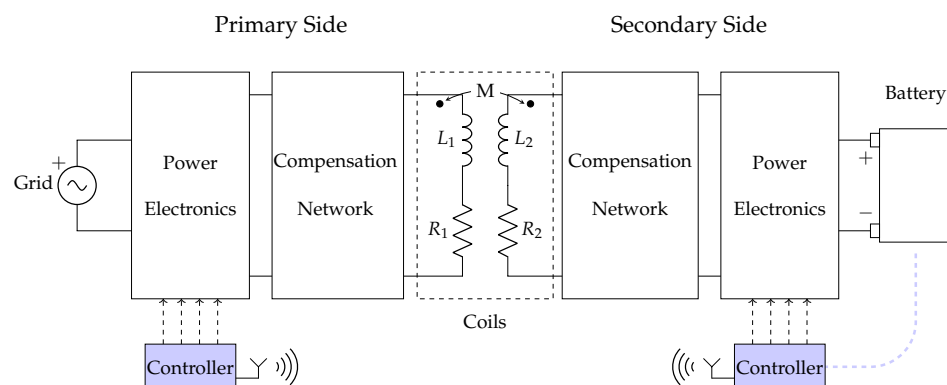 Primary Side
Secondary Side
Battery
Grid
+
Power
Electronics
Compensation
Network
M
L1
L2
R1
R2
Coils
Compensation
Network
Power
Electronics
+
−
Controller
Controller